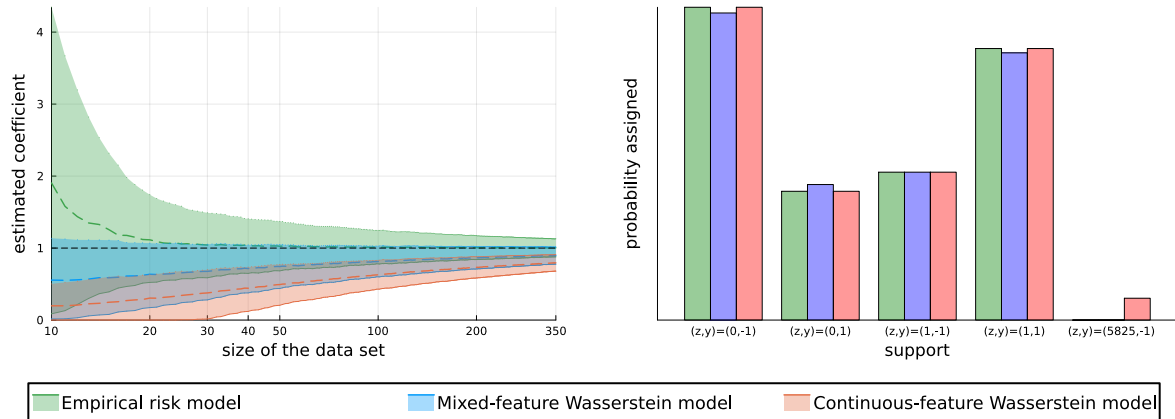 estimated coefficient
4
3
2
1
0
10 20 30 40 50 100 200 350
size of the data set
probability assigned
(z,y)=(0,-1) (z,y)=(0,1) (z,y)=(1,-1) (z,y)=(1,1) (z,y)=(5825,-1)
support
Empirical risk model Mixed-feature Wasserstein model Continuous-feature Wasserstein model